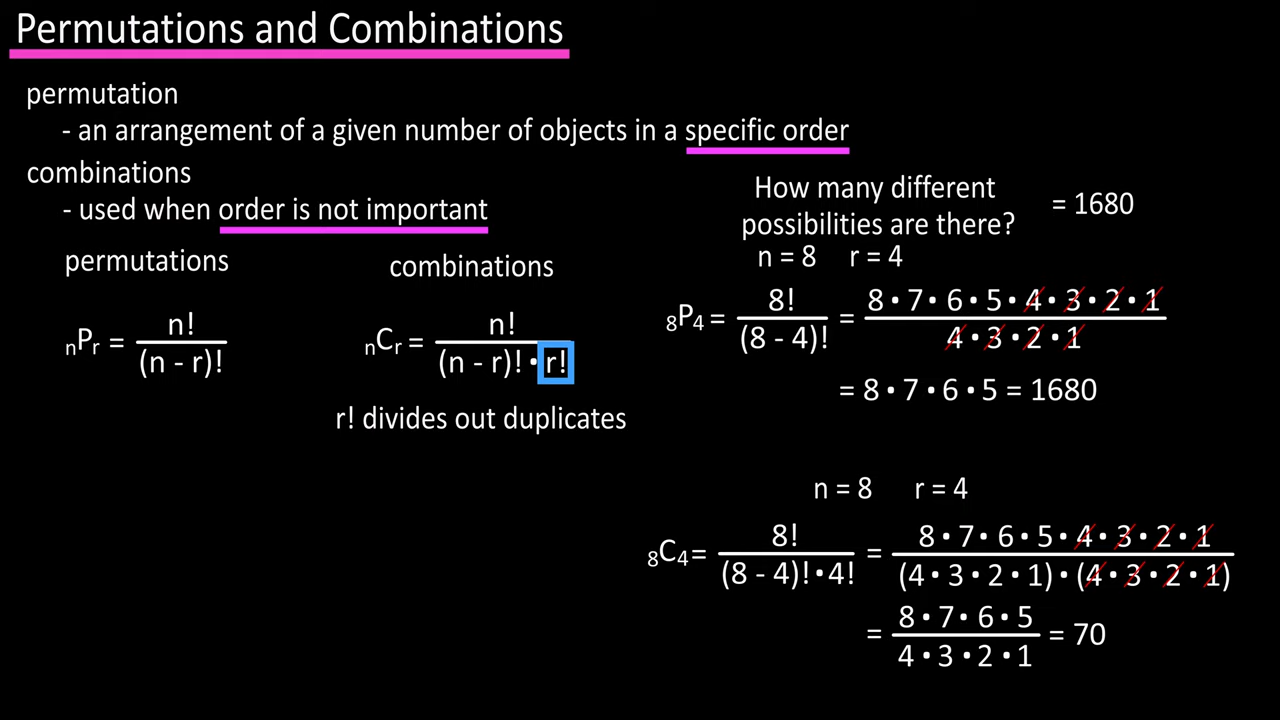 Permutations and Combinations
permutation
- an arrangement of a given number of objects in a specific order
combinations
- used when order is not important
permutations
combinations
nPr = n! / (n - r)!
nCr = n! / (n - r)! • r!
r! divides out duplicates
How many different
possibilities are there? = 1680
n = 8 r = 4
8P4 = 8! / (8 - 4)! = 8 • 7 • 6 • 5 • 4 • 3 • 2 • 1 / 4 • 3 • 2 • 1
= 8 • 7 • 6 • 5 = 1680
n = 8 r = 4
8C4 = 8! / (8 - 4)! • 4! = 8 • 7 • 6 • 5 • 4 • 3 • 2 • 1 / (4 • 3 • 2 • 1) • (4 • 3 • 2 • 1)
= 8 • 7 • 6 • 5 / 4 • 3 • 2 • 1 = 70